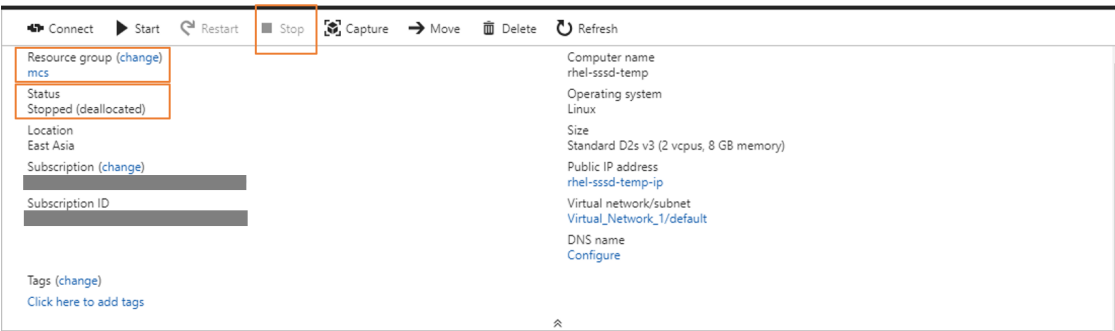 Connect Start Restart Stop Capture Move Delete Refresh
Resource group (change)
mcs
Status
Stopped (deallocated)
Location
East Asia
Subscription (change)
Subscription ID
Tags (change)
Click here to add tags
Computer name
rhel-sssd-temp
Operating system
Linux
Size
Standard D2s v3 (2 vcpus, 8 GB memory)
Public IP address
rhel-sssd-temp-ip
Virtual network/subnet
Virtual_Network_1/default
DNS name
Configure